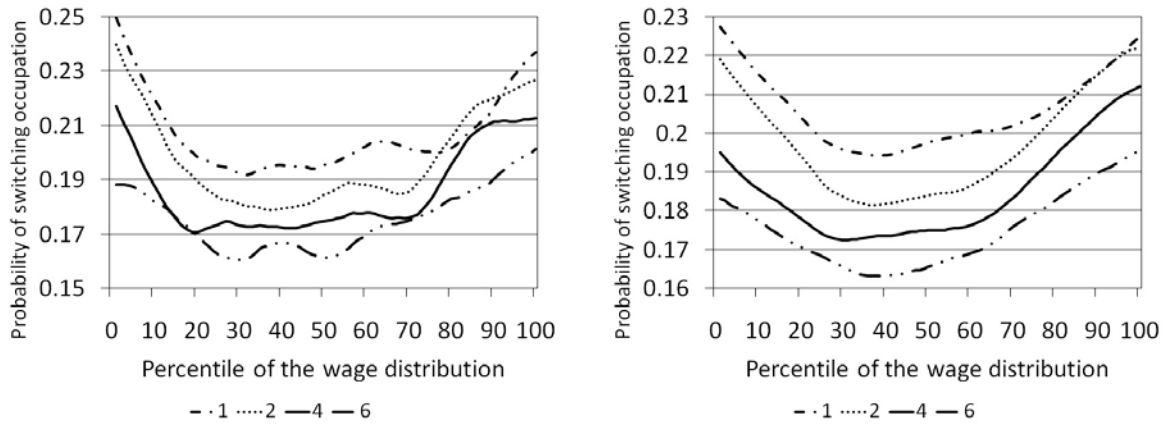 Probability of switching occupation
0.25
0.23
0.21
0.19
0.17
0.15
0 10 20 30 40 50 60 70 80 90 100
Percentile of the wage distribution
1 2 4 6
Probability of switching occupation
0.23
0.22
0.21
0.2
0.19
0.18
0.17
0.16
0 10 20 30 40 50 60 70 80 90 100
Percentile of the wage distribution
1 2 4 6